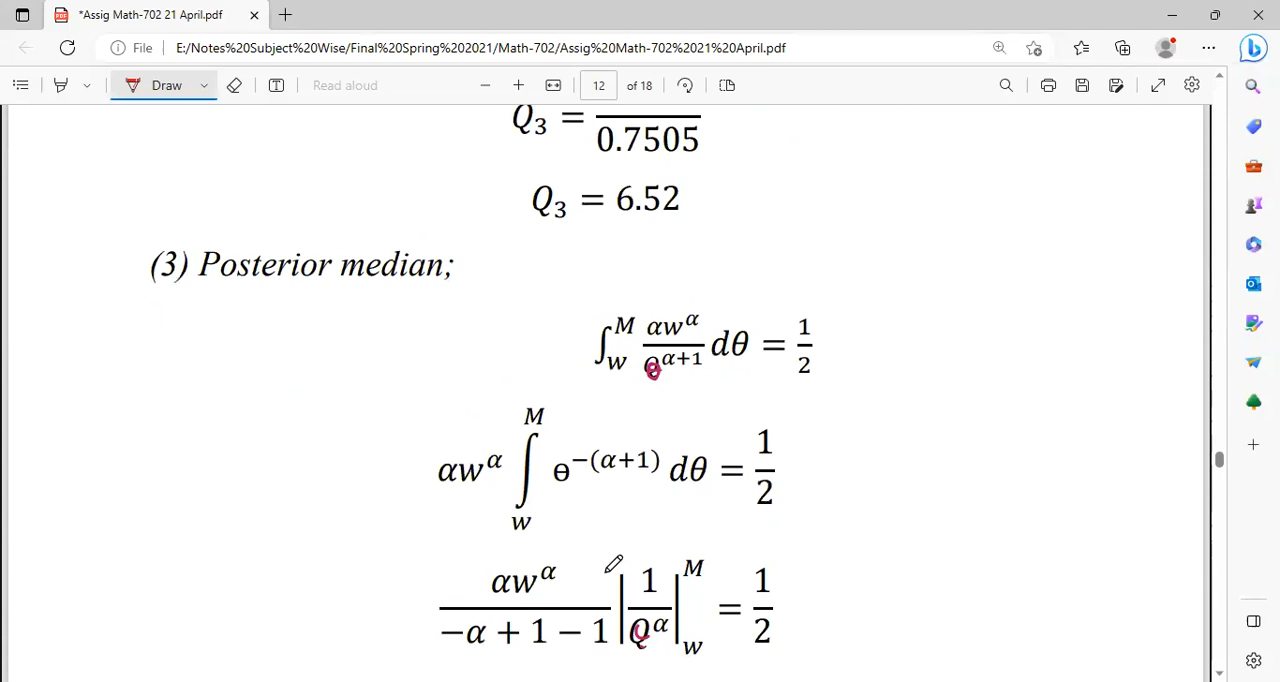 *Assig Math-702 21 April.pdf
File E:/Notes%20Subject%20Wise/Final%20Spring%202021/Math-702/Assig%20Math-702%2021%20April.pdf
Draw Read aloud 12 of 18
Q₃ = ―/0.7505
Q₃ = 6.52
(3) Posterior median;
∫_w^M αw^α/θ^(α+1) dθ = 1/2
αw^α ∫_w^M ө^−(α+1) dθ = 1/2
αw^α/(−α + 1 − 1) |1/Q^α|_w^M = 1/2